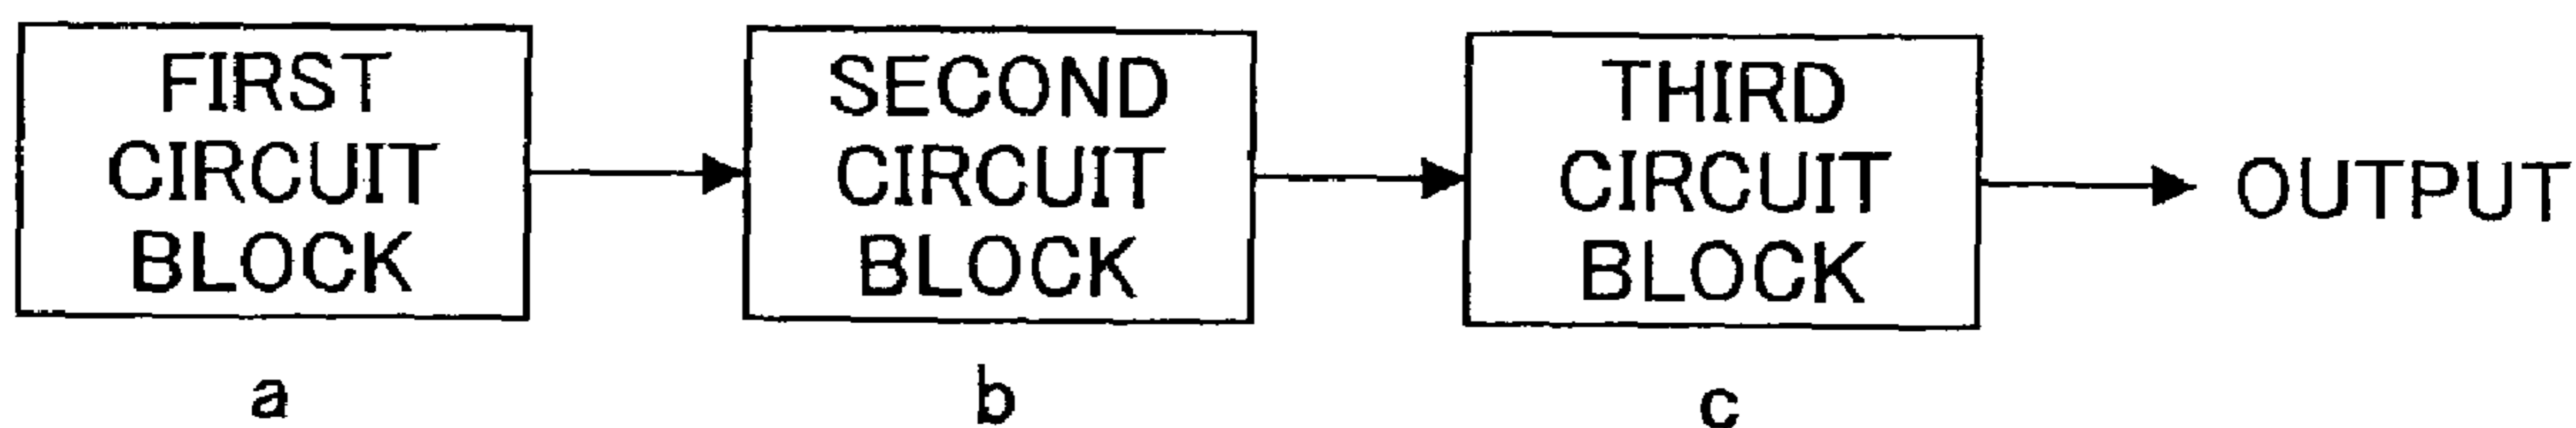 FIRST
CIRCUIT
BLOCK
SECOND
CIRCUIT
BLOCK
THIRD
CIRCUIT
BLOCK
OUTPUT
a
b
c